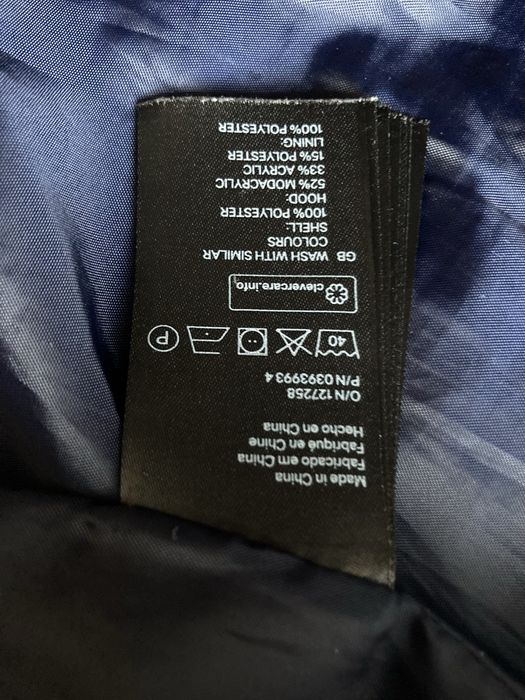 Made in China
Fabricado em China
Fabriqué en Chine
Hecho en China
O/N 127258
P/N 0393993 4
40
P
clevercare.info
GB WASH WITH SIMILAR
COLOURS
SHELL:
100% POLYESTER
HOOD:
52% MODACRYLIC
33% ACRYLIC
15% POLYESTER
LINING:
100% POLYESTER